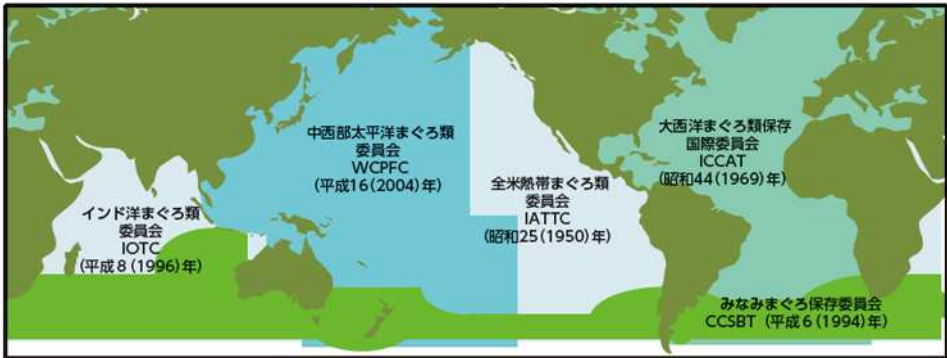 中西部太平洋まぐろ類
委員会
WCPFC
(平成16(2004)年)
大西洋まぐろ類保存
国際委員会
ICCAT
(昭和44(1969)年)
全米熱帯まぐろ類
委員会
IATTC
(昭和25(1950)年)
インド洋まぐろ類
委員会
IOTC
(平成8(1996)年)
みなみまぐろ保存委員会
CCSBT (平成6(1994)年)